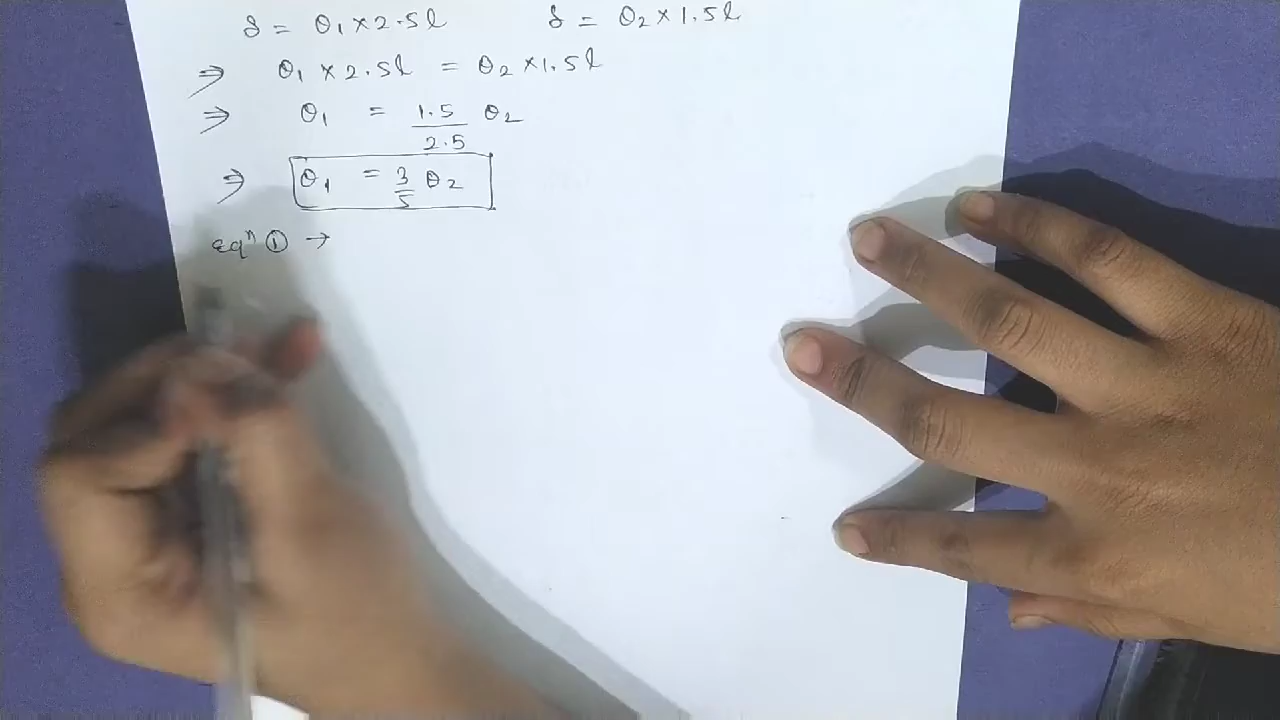 δ = θ₁ × 2.5l δ = θ₂ × 1.5l
⇒ θ₁ × 2.5l = θ₂ × 1.5l
⇒ θ₁ = 1.5/2.5 θ₂
⇒ θ₁ = 3/5 θ₂
eqⁿ ① →